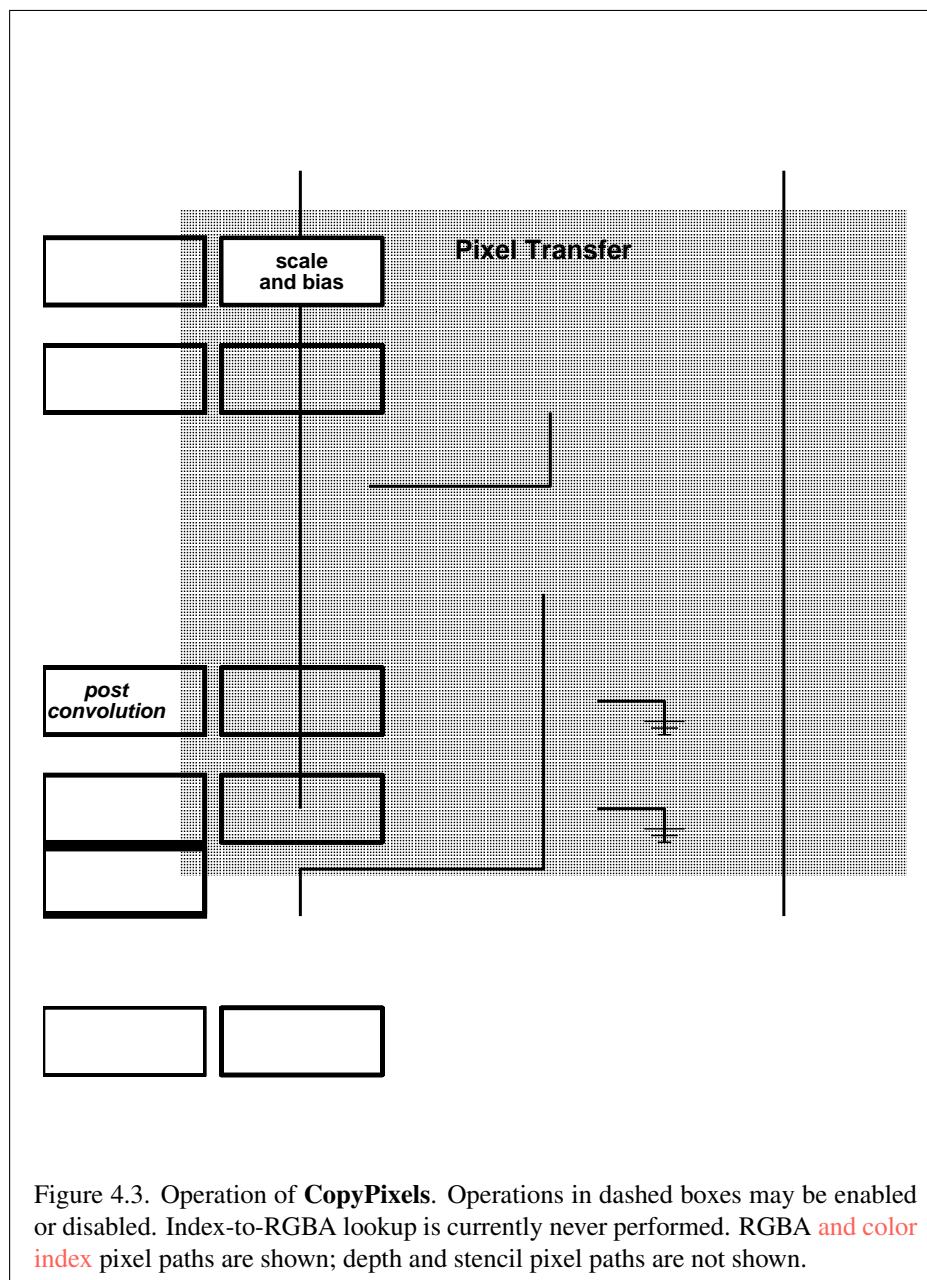 Pixel Transfer
scale
and bias
post
convolution
Figure 4.3. Operation of CopyPixels. Operations in dashed boxes may be enabled
or disabled. Index-to-RGBA lookup is currently never performed. RGBA and color
index pixel paths are shown; depth and stencil pixel paths are not shown.